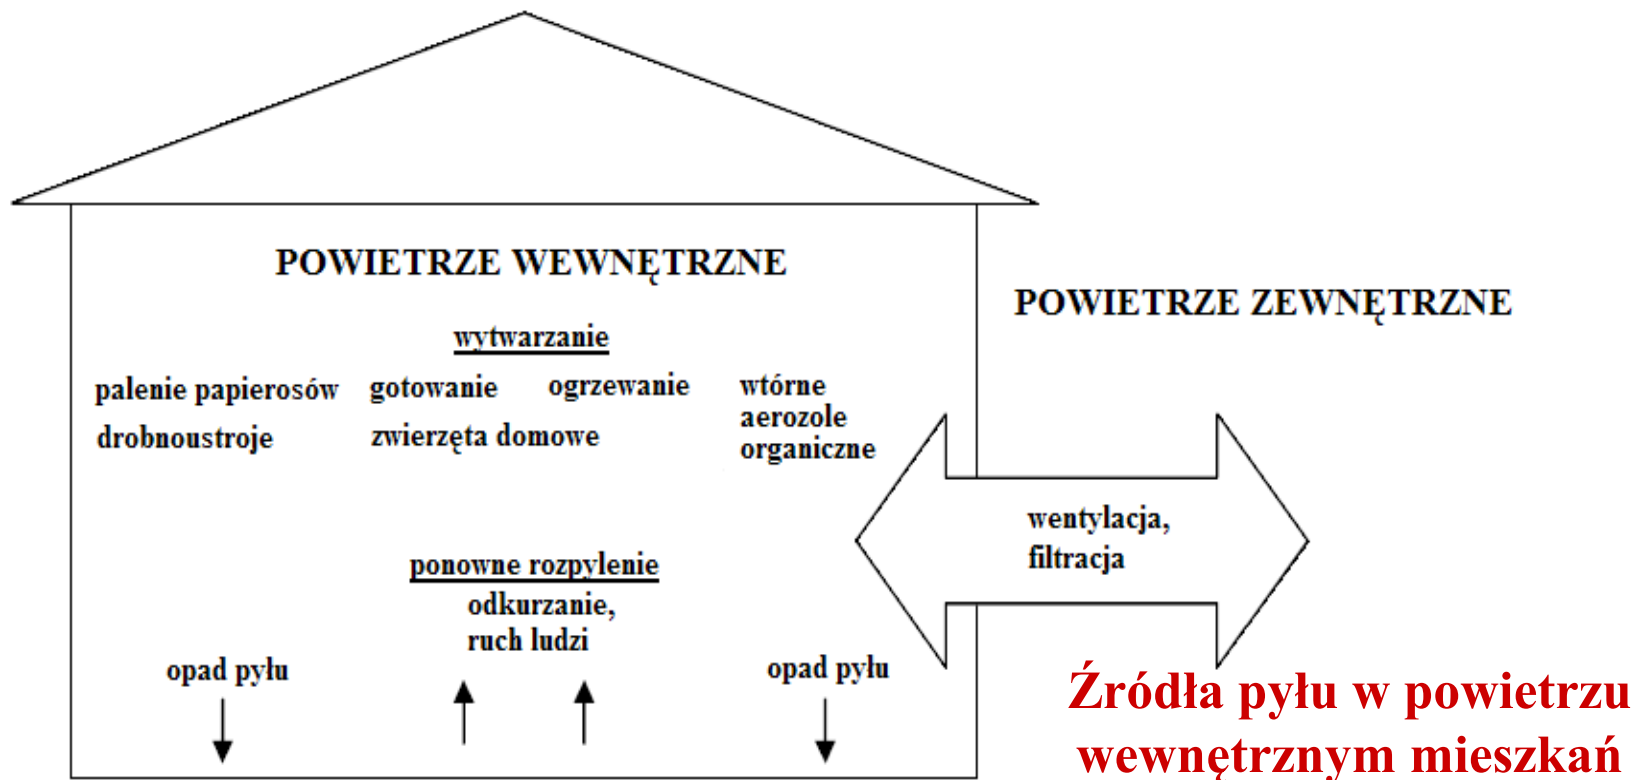 POWIETRZE WEWNĘTRZNE
POWIETRZE ZEWNĘTRZNE
wytwarzanie
palenie papierosów
gotowanie
ogrzewanie
wtórne
aerozole
organiczne
drobnoustroje
zwierzęta domowe
wentylacja,
filtracja
ponowne rozpylenie
odkurzanie,
ruch ludzi
opad pyłu
opad pyłu
Źródła pyłu w powietrzu
wewnętrznym mieszkań